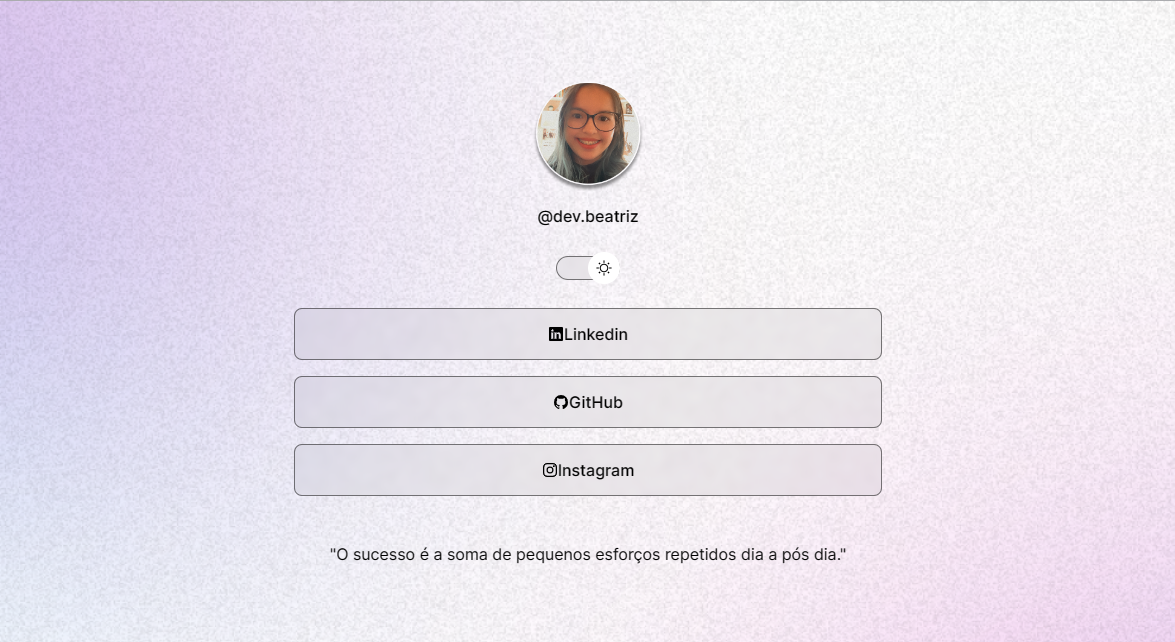 @dev.beatriz
Linkedin
GitHub
Instagram
"O sucesso é a soma de pequenos esforços repetidos dia a pós dia."